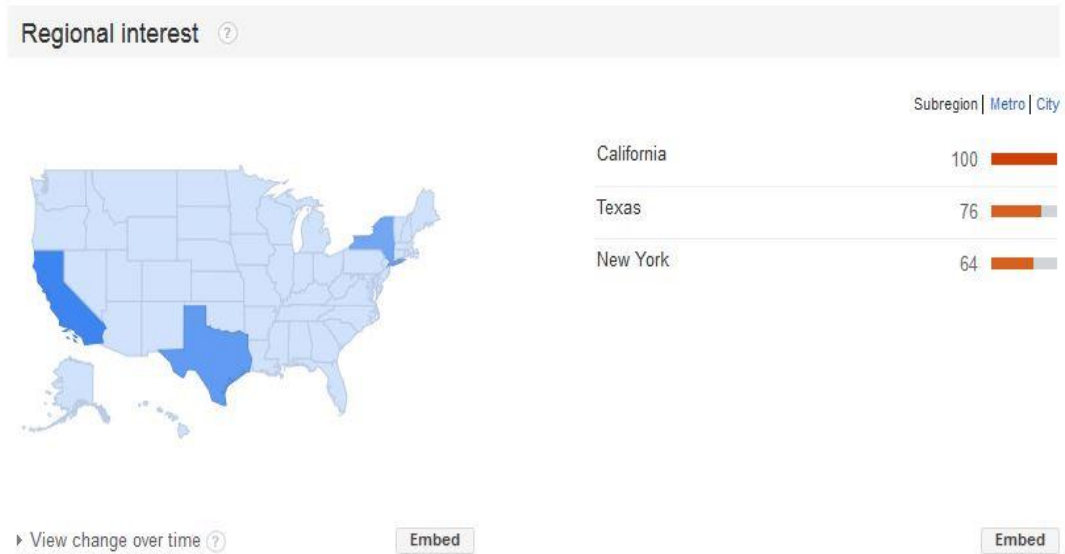 Regional interest ?
Subregion | Metro | City
California 100
Texas 76
New York 64
View change over time ?
Embed
Embed